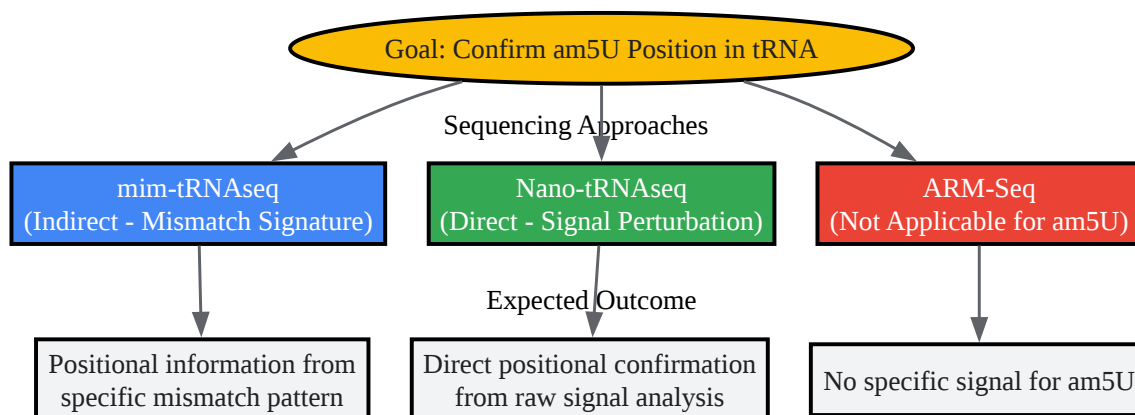 Goal: Confirm am5U Position in tRNA
Sequencing Approaches
mim-tRNAseq
(Indirect - Mismatch Signature)
Nano-tRNAseq
(Direct - Signal Perturbation)
ARM-Seq
(Not Applicable for am5U)
Expected Outcome
Positional information from
specific mismatch pattern
Direct positional confirmation
from raw signal analysis
No specific signal for am5U